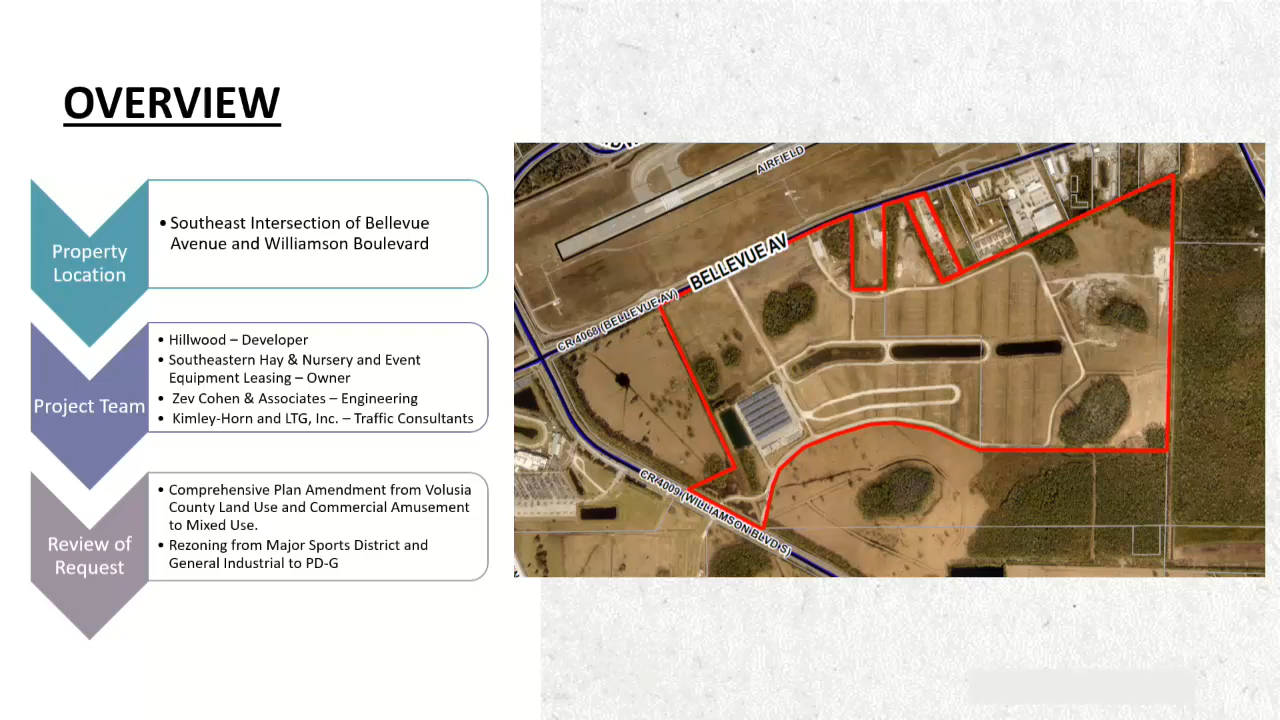 OVERVIEW
Property
Location
• Southeast Intersection of Bellevue
Avenue and Williamson Boulevard
Project Team
• Hillwood – Developer
• Southeastern Hay & Nursery and Event
Equipment Leasing – Owner
• Zev Cohen & Associates – Engineering
• Kimley-Horn and LTG, Inc. – Traffic Consultants
Review of
Request
• Comprehensive Plan Amendment from Volusia
County Land Use and Commercial Amusement
to Mixed Use.
• Rezoning from Major Sports District and
General Industrial to PD-G
AIRFIELD
BELLEVUE AV
CR 4068 (BELLEVUE AV)
CR 4009 (WILLIAMSON BLVD S)